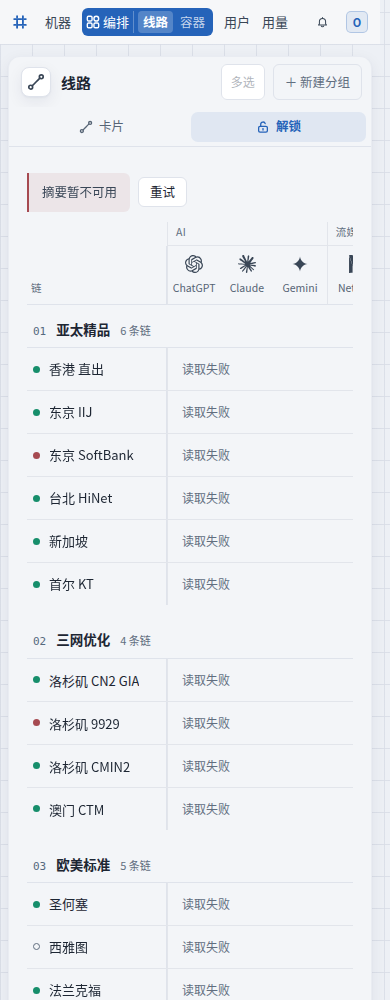 机器 编排 线路 容器 用户 用量 O
线路 多选 新建分组
卡片 解锁
摘要暂不可用 重试
AI
链 ChatGPT Claude Gemini
01 亚太精品 6 条链
香港 直出 读取失败
东京 IIJ 读取失败
东京 SoftBank 读取失败
台北 HiNet 读取失败
新加坡 读取失败
首尔 KT 读取失败
02 三网优化 4 条链
洛杉矶 CN2 GIA 读取失败
洛杉矶 9929 读取失败
洛杉矶 CMIN2 读取失败
澳门 CTM 读取失败
03 欧美标准 5 条链
圣何塞 读取失败
西雅图 读取失败
法兰克福 读取失败